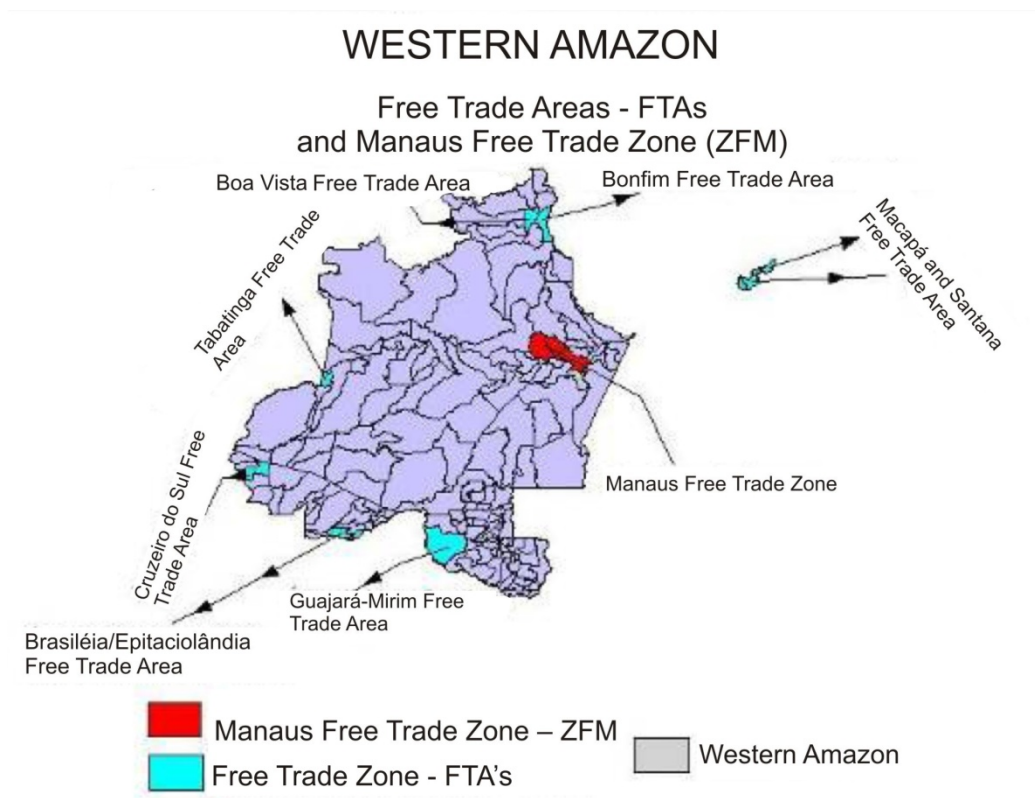 WESTERN AMAZON
Free Trade Areas - FTAs
and Manaus Free Trade Zone (ZFM)
Boa Vista Free Trade Area
Bonfim Free Trade Area
Macapá and Santana
Free Trade Area
Tabatinga Free Trade
Area
Manaus Free Trade Zone
Cruzeiro do Sul Free
Trade Area
Guajará-Mirim Free
Trade Area
Brasiléia/Epitaciolândia
Free Trade Area
Manaus Free Trade Zone – ZFM
Free Trade Zone - FTA's
Western Amazon